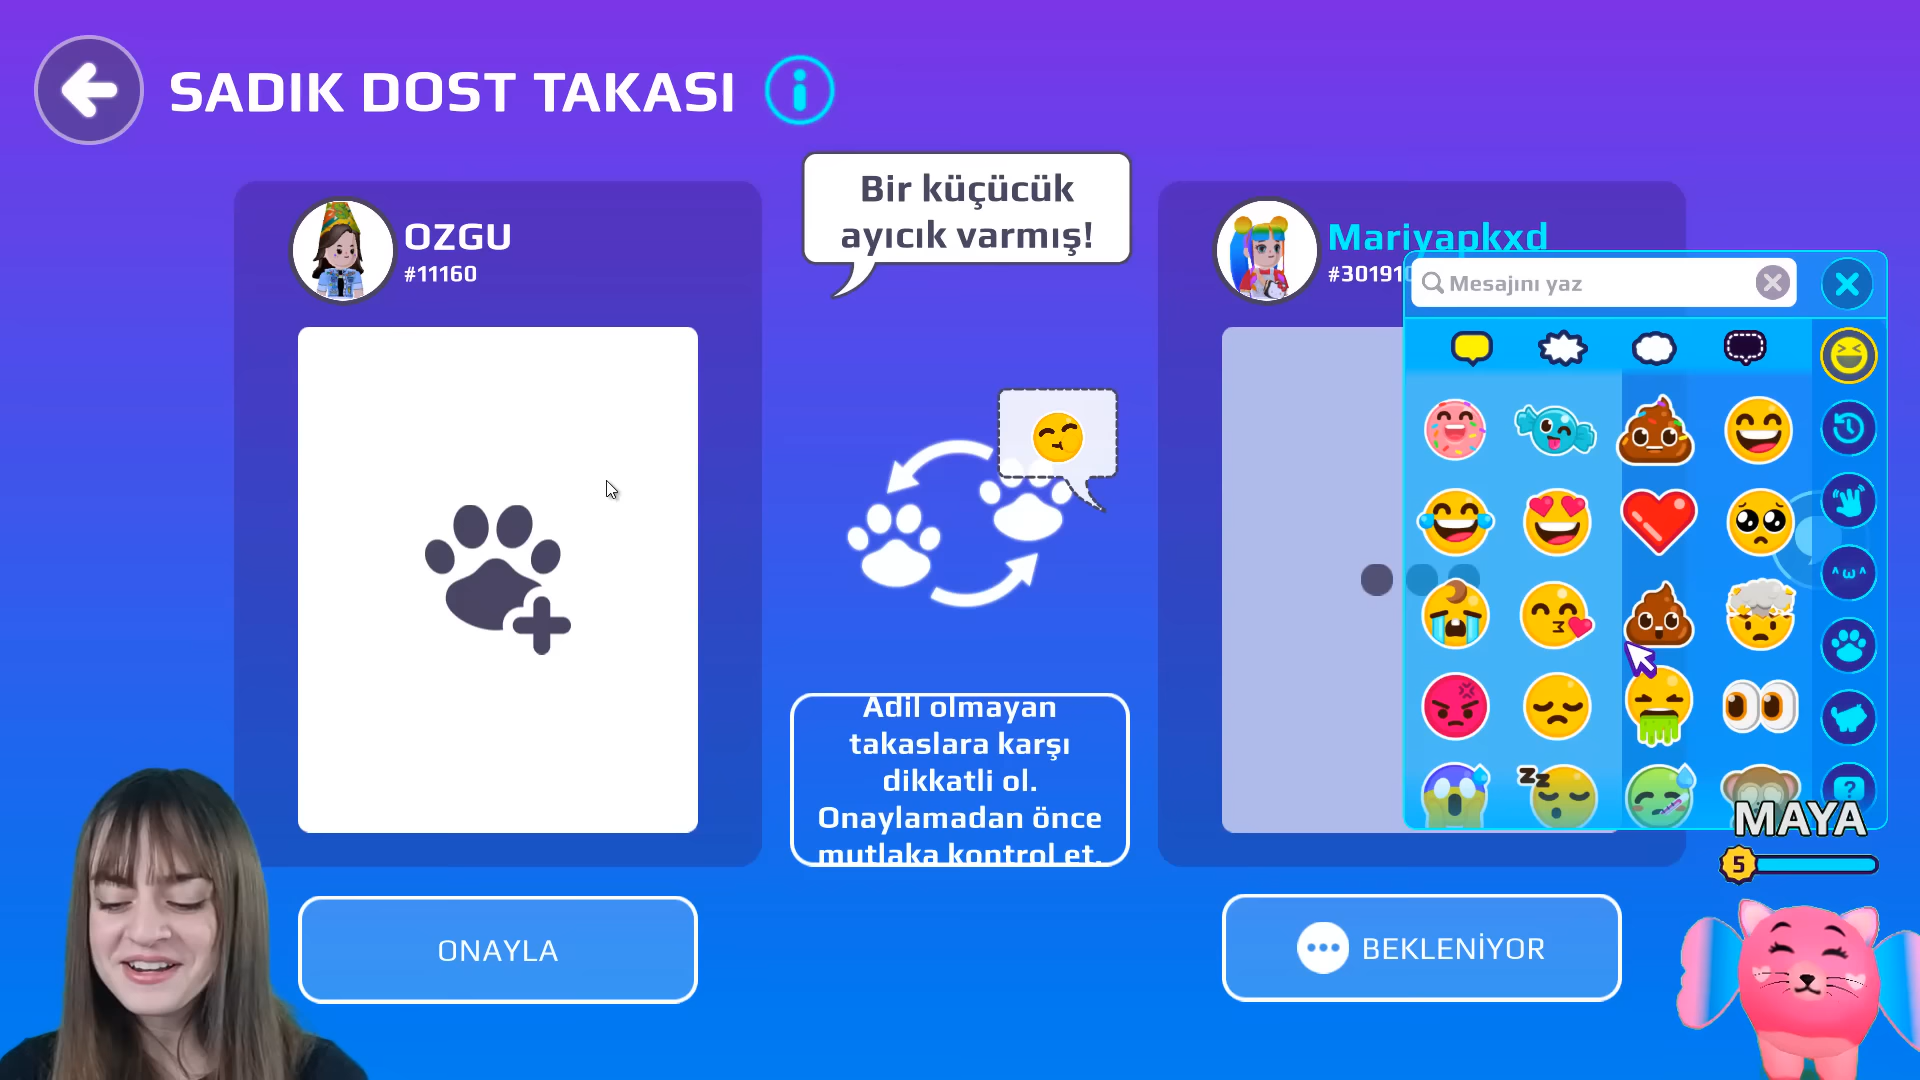 SADIK DOST TAKASI
Bir küçücük
ayıcık varmış!
OZGU
#11160
Mariyapkxd
#301910
Mesajını yaz
Adil olmayan
takaslara karşı
dikkatli ol.
Onaylamadan önce
mutlaka kontrol et.
MAYA
5
ONAYLA
BEKLENİYOR